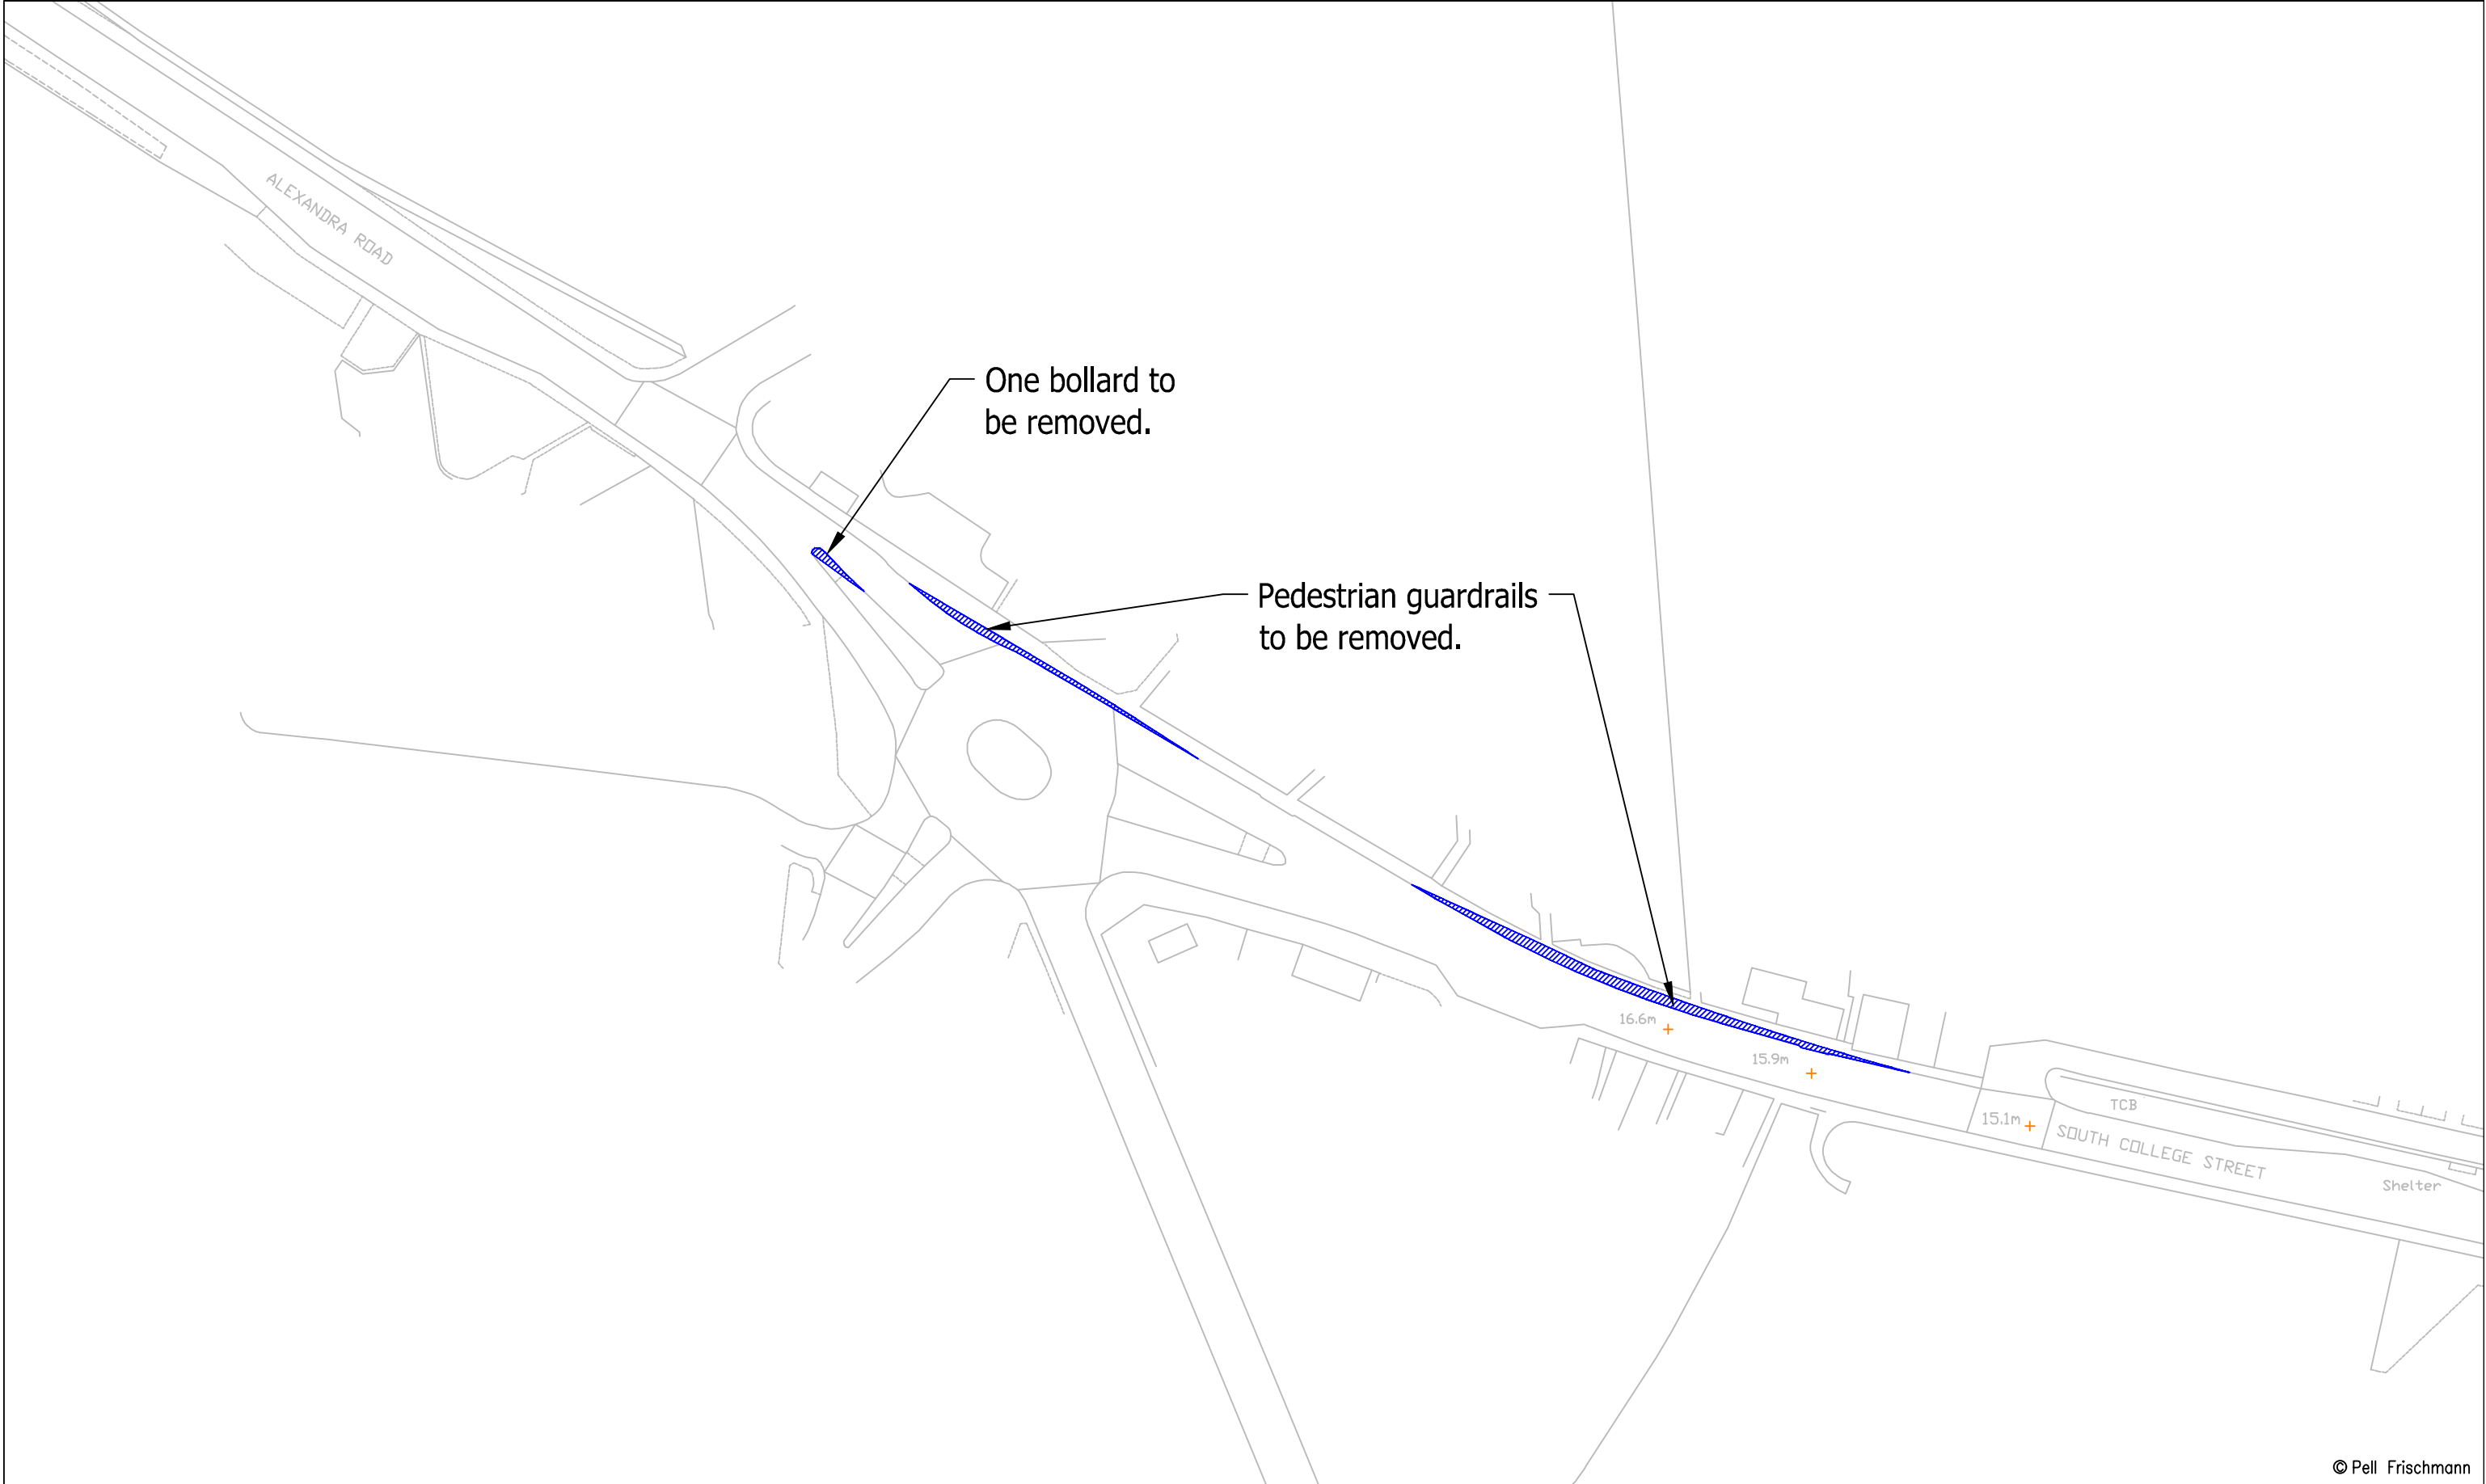 ALEXANDRA ROAD
One bollard to
be removed.
Pedestrian guardrails
to be removed.
16.6m
15.9m
15.1m
TCB
SOUTH COLLEGE STREET
Shelter
© Pell Frischmann